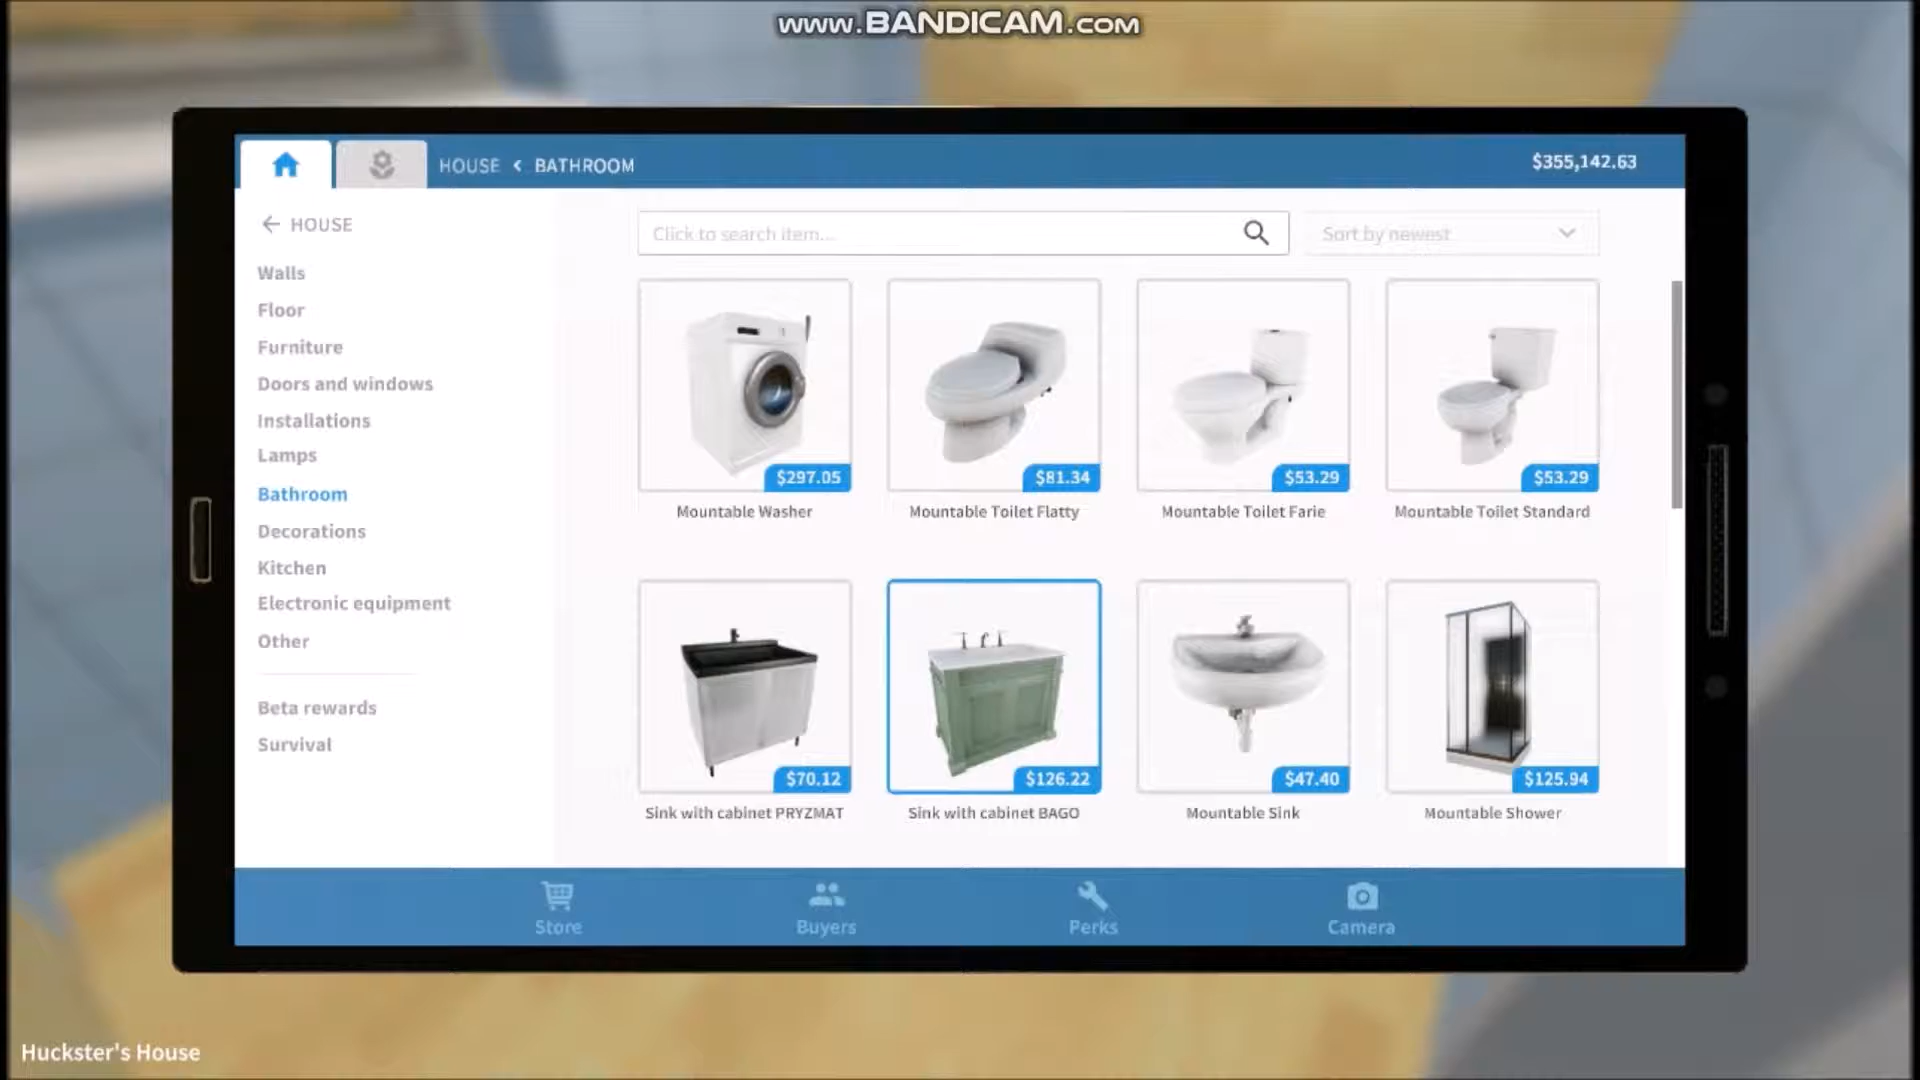 www.BANDICAM.com
HOUSE < BATHROOM
$355,142.63
← HOUSE
Click to search item...
Sort by newest
Walls
Floor
Furniture
Doors and windows
Installations
Lamps
Bathroom
Decorations
Kitchen
Electronic equipment
Other
Beta rewards
Survival
$297.05
$81.34
$53.29
$53.29
Mountable Washer
Mountable Toilet Flatty
Mountable Toilet Farie
Mountable Toilet Standard
$70.12
$126.22
$47.40
$125.94
Sink with cabinet PRYZMAT
Sink with cabinet BAGO
Mountable Sink
Mountable Shower
Store
Buyers
Perks
Camera
Huckster's House